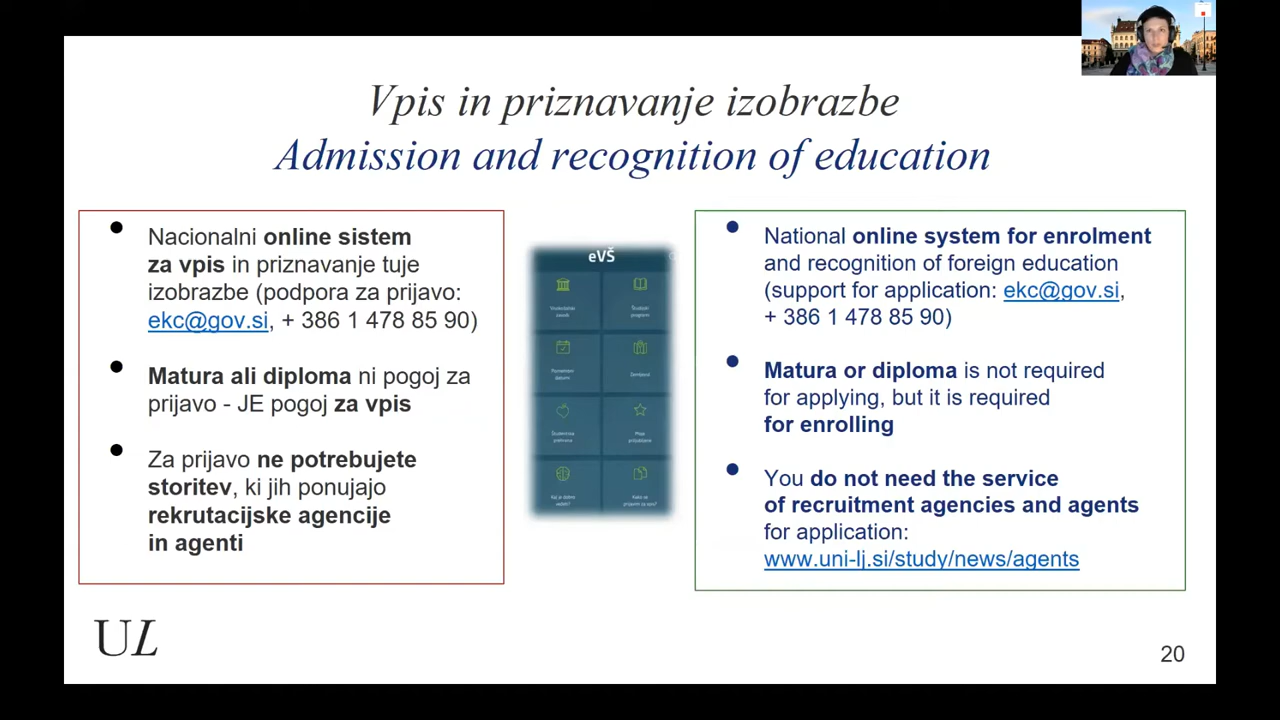 Vpis in priznavanje izobrazbe
Admission and recognition of education
Nacionalni online sistem
za vpis in priznavanje tuje
izobrazbe (podpora za prijavo:
ekc@gov.si, + 386 1 478 85 90)
Matura ali diploma ni pogoj za
prijavo - JE pogoj za vpis
Za prijavo ne potrebujete
storitev, ki jih ponujajo
rekrutacijske agencije
in agenti
eVŠ
Zemljevid
National online system for enrolment
and recognition of foreign education
(support for application: ekc@gov.si,
+ 386 1 478 85 90)
Matura or diploma is not required
for applying, but it is required
for enrolling
You do not need the service
of recruitment agencies and agents
for application:
www.uni-lj.si/study/news/agents
UL
20